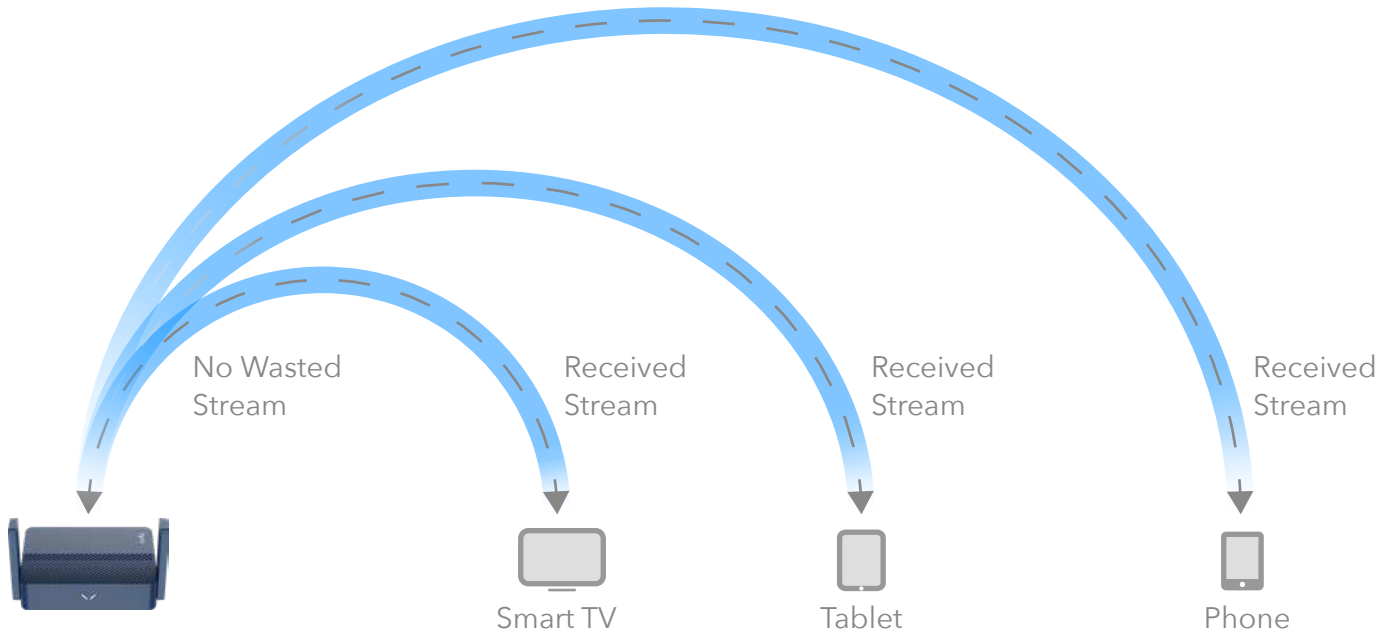 No Wasted
Stream
Received
Stream
Received
Stream
Received
Stream
Smart TV
Tablet
Phone